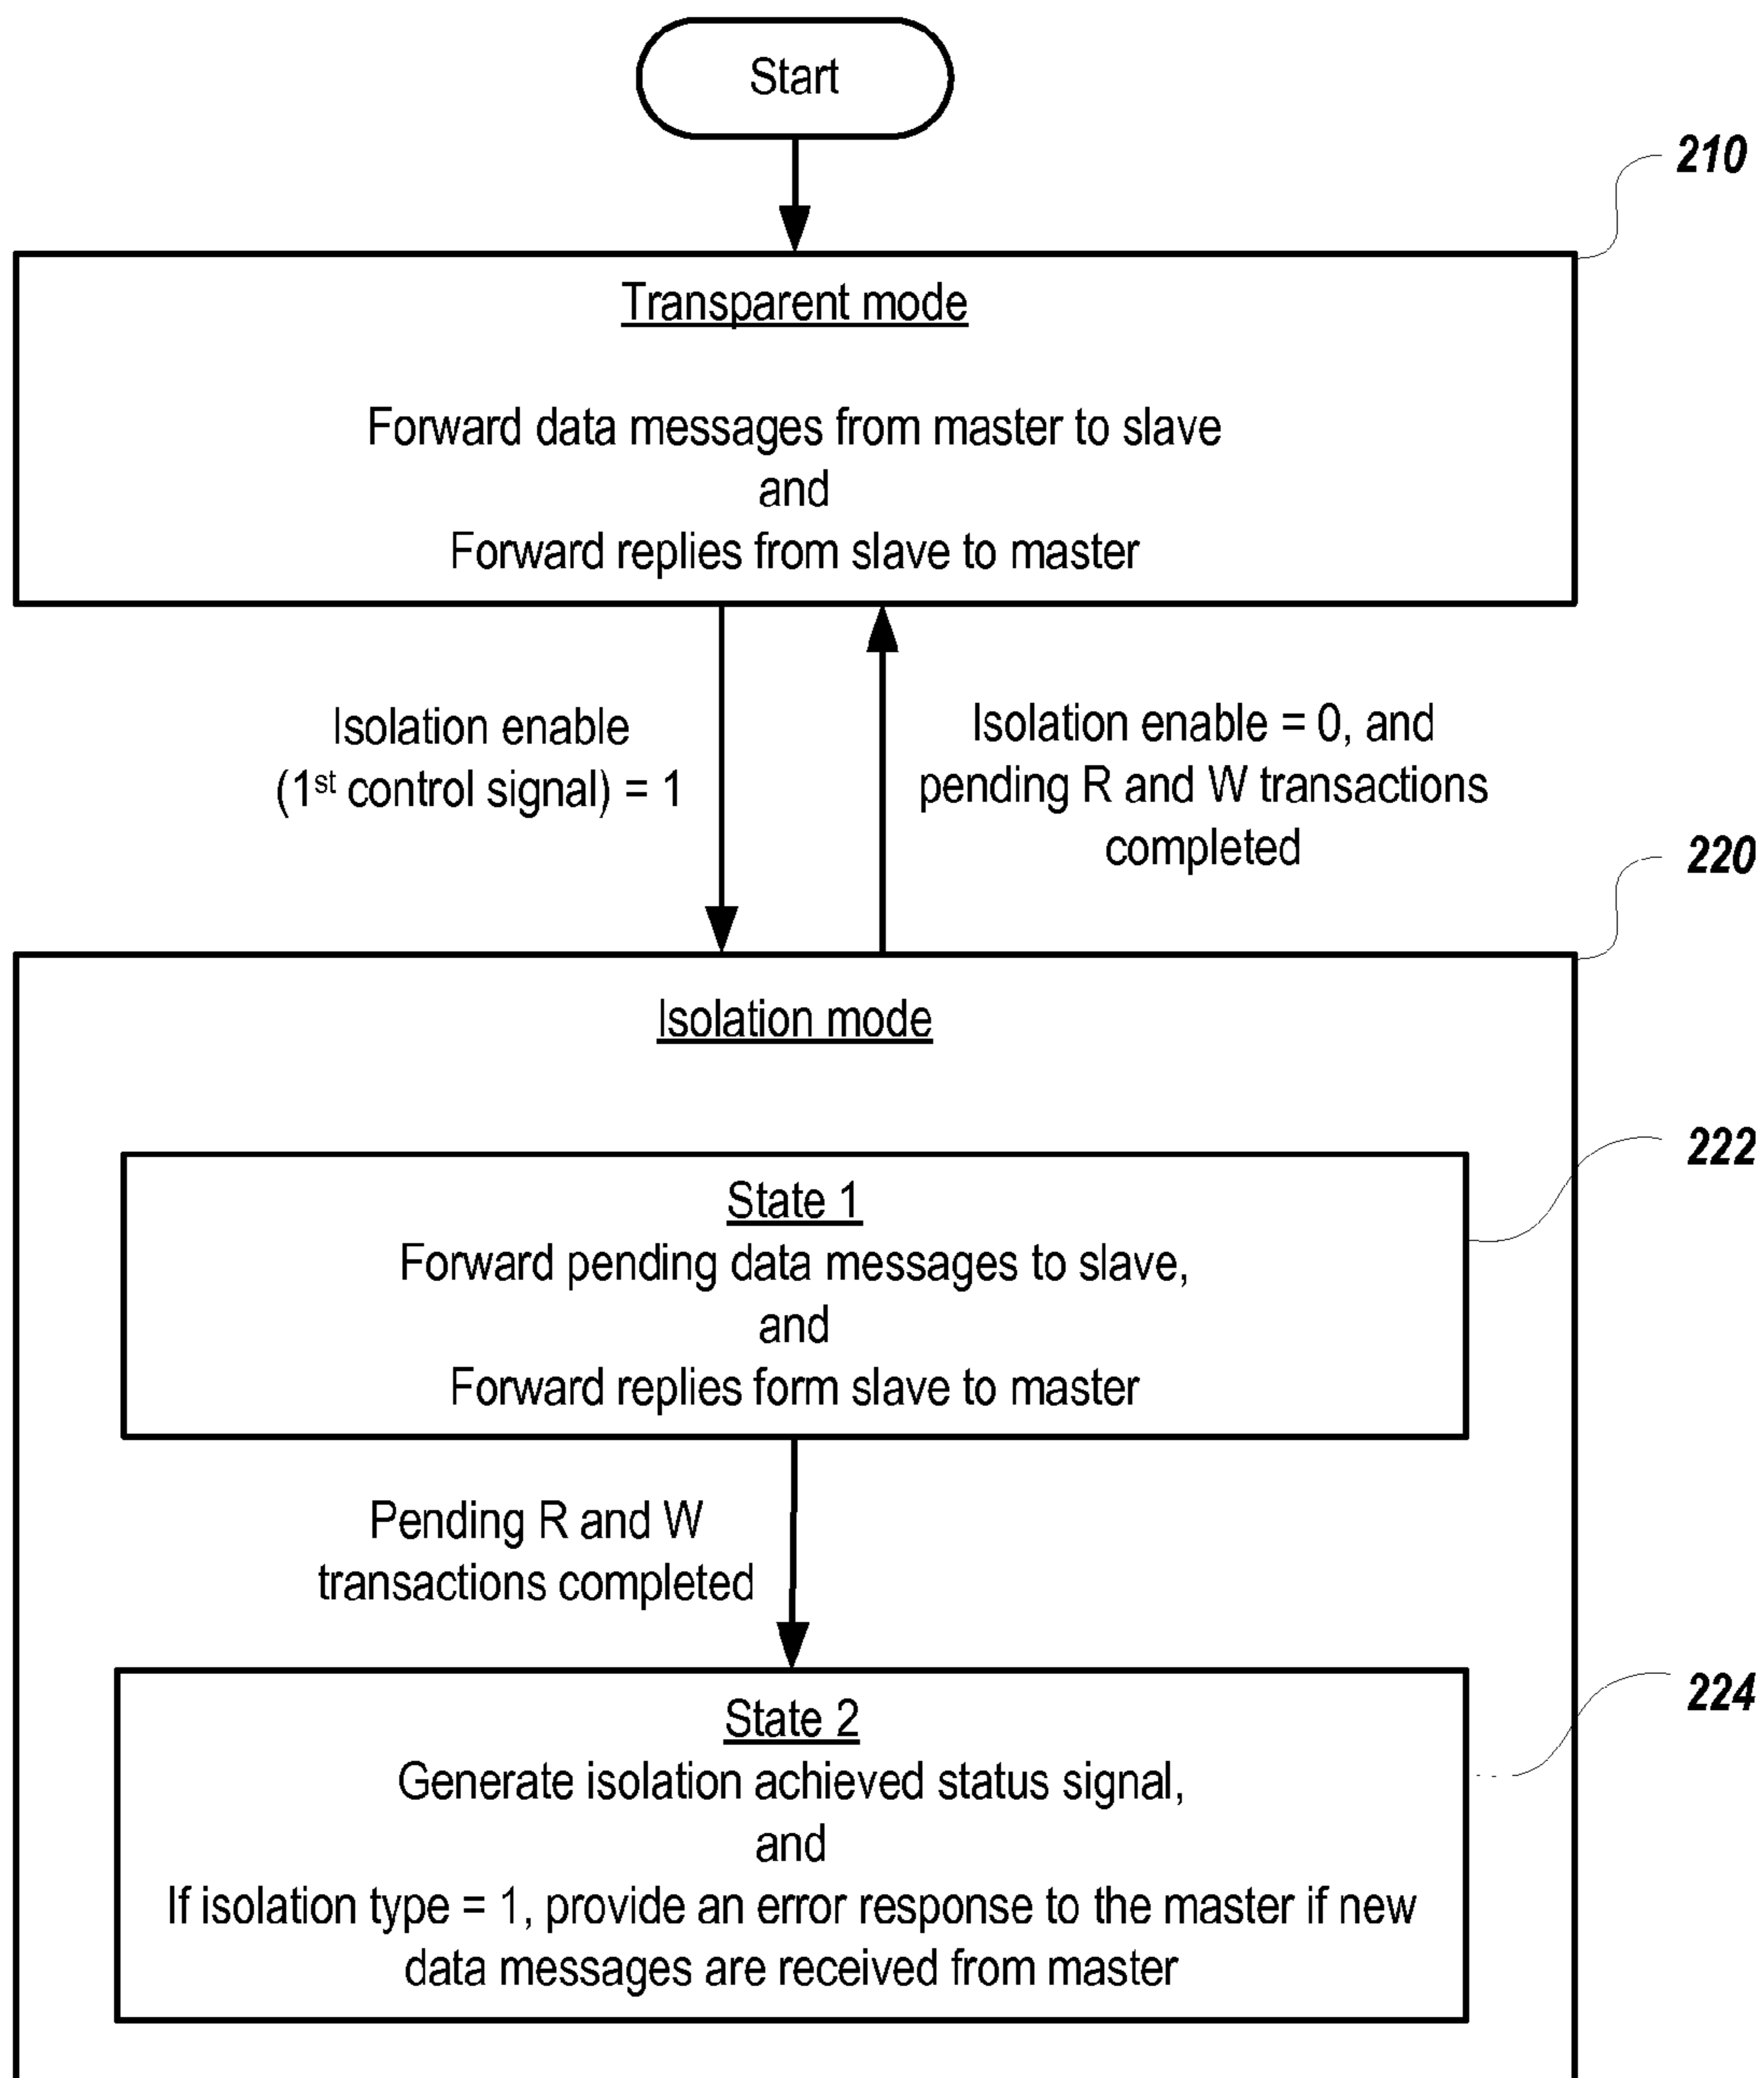 Start
210
Transparent mode
Forward data messages from master to slave
and
Forward replies from slave to master
Isolation enable
(1st control signal) = 1
Isolation enable = 0, and
pending R and W transactions
completed
220
Isolation mode
222
State 1
Forward pending data messages to slave,
and
Forward replies form slave to master
Pending R and W
transactions completed
224
State 2
Generate isolation achieved status signal,
and
If isolation type = 1, provide an error response to the master if new
data messages are received from master